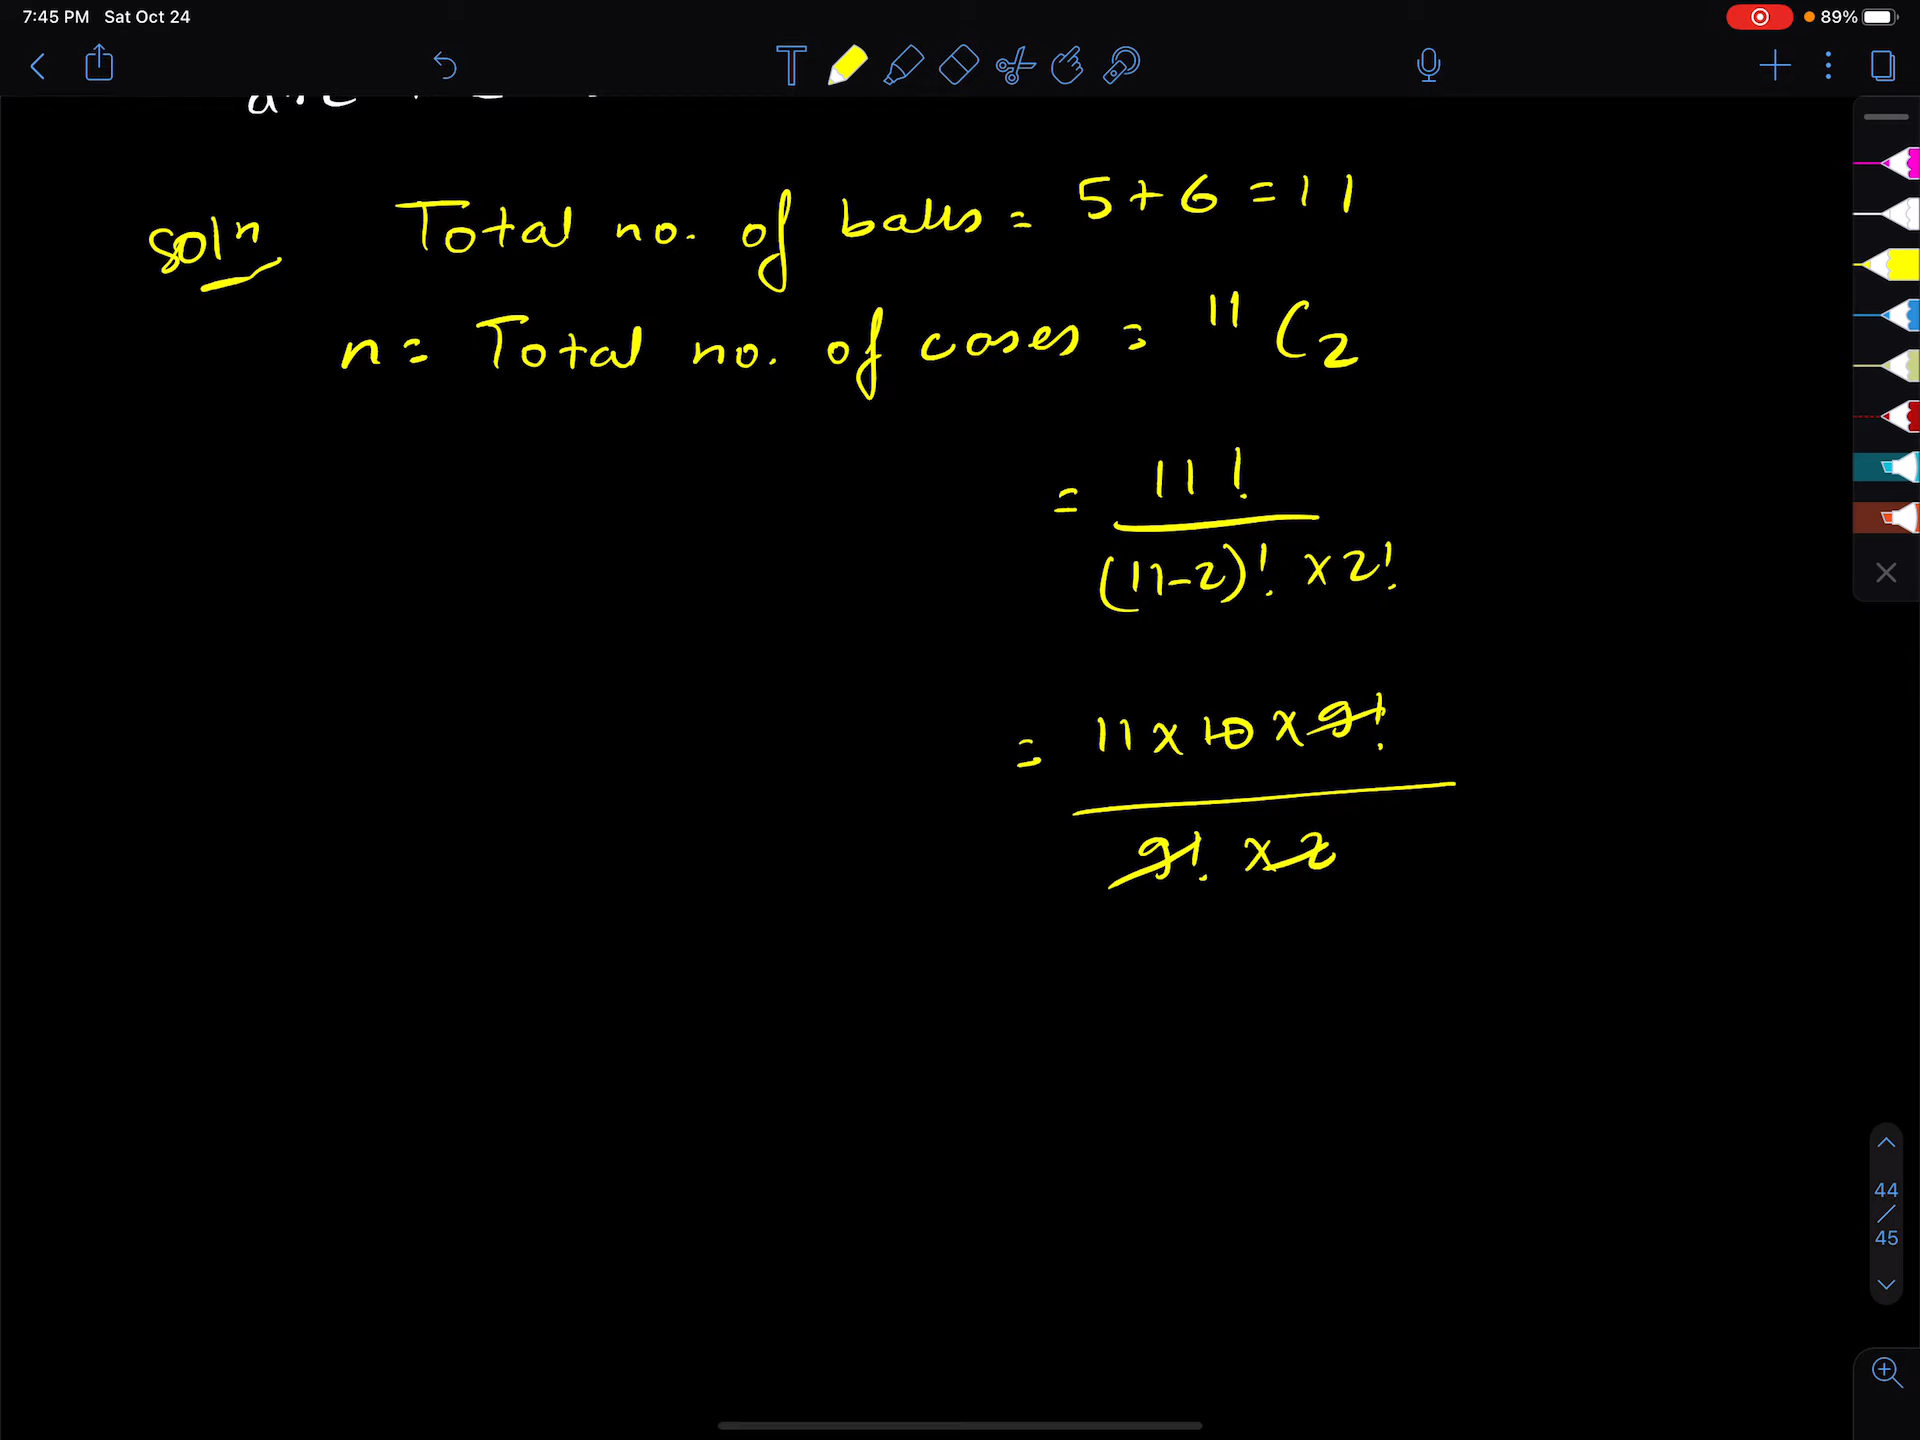 7:45 PM Sat Oct 24
89%
soln Total no. of balls = 5+6 = 11
n = Total no. of cases = ¹¹C₂
= 11! / (11-2)! x 2!
= 11 x 10 x 9! / 9! x 2
44
/
45